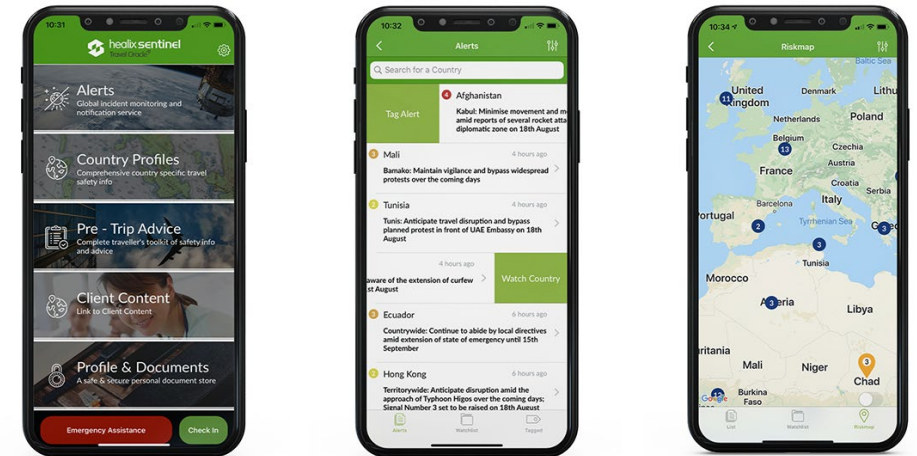 10:31
healix sentinel
Travel Oracle
Alerts
Global incident monitoring and
notification service
Country Profiles
Comprehensive country specific travel
safety info
Pre - Trip Advice
Complete traveller's toolkit of safety info
and advice
Client Content
Link to Client Content
Profile & Documents
A safe & secure personal document store
Emergency Assistance
Check In
10:32
Alerts
Search for a Country
Tag Alert
4 Afghanistan
Kabul: Minimise movement and
amid reports of several rocket
diplomatic zone on 18th August
3 Mali
4 hours ago
Bamako: Maintain vigilance and bypass widespread
protests over the coming days
2 Tunisia
4 hours ago
Tunis: Anticipate travel disruption and bypass
planned protest in front of UAE Embassy on 18th
August
4 hours ago
aware of the extension of curfew
st August
Watch Country
3 Ecuador
6 hours ago
Countrywide: Continue to abide by local directives
amid extension of state of emergency until 15th
September
2 Hong Kong
6 hours ago
Territorywide: Anticipate disruption amid the
approach of Typhoon Higos over the coming days;
Signal Number 3 set to be raised on 18th August
Alerts
Watchlist
Tagged
10:34
Riskmap
Baltic Sea
11
United
Kingdom
Denmark
Lithu
Netherlands
Poland
Belgium
13
Czechia
France
Austria
Croatia
Serbia
Barcelona
Italy
Portugal
2
Tyrrhenian Sea
3
3
Tunisia
Morocco
3
Libya
ritania
Mali
Niger
3
Chad
Burkina
Faso
Google
List
Watchlist
Riskmap